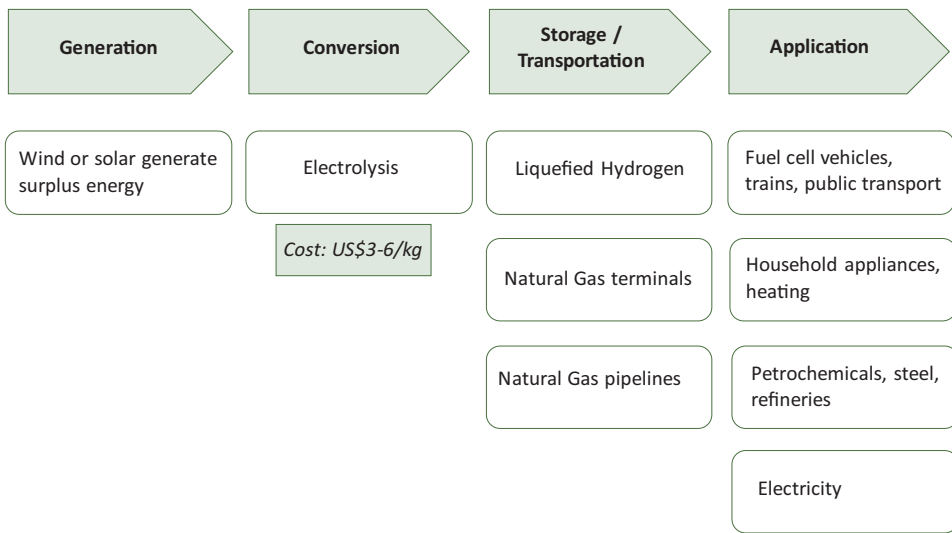 Generation
Conversion
Storage /
Transportation
Application
Wind or solar generate
surplus energy
Electrolysis
Cost: US$3-6/kg
Liquefied Hydrogen
Natural Gas terminals
Natural Gas pipelines
Fuel cell vehicles,
trains, public transport
Household appliances,
heating
Petrochemicals, steel,
refineries
Electricity